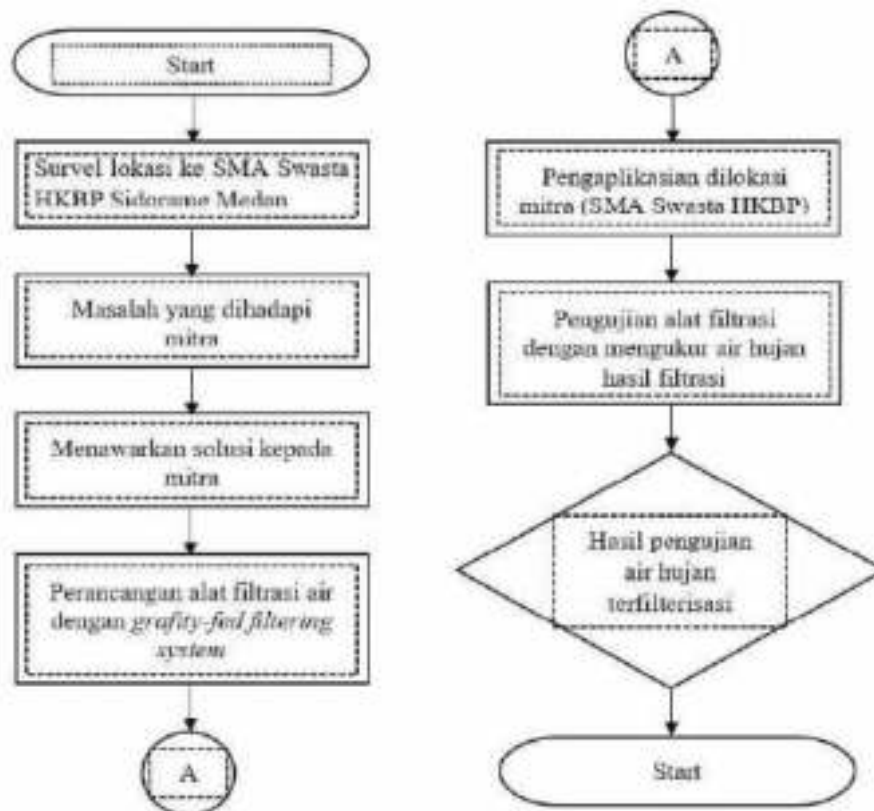 Start
Survei lokasi ke SMA Swasta
HKBP Sidorame Medan
Masalah yang dihadapi
mitra
Menawarkan solusi kepada
mitra
Perancangan alat filtrasi air
dengan grafity-fed filtering
system
A
A
Pengaplikasian dilokasi
mitra (SMA Swasta HKBP)
Pengujian alat filtrasi
dengan mengukur air hujan
hasil filtrasi
Hasil pengujian
air hujan
terfilterisasi
Start